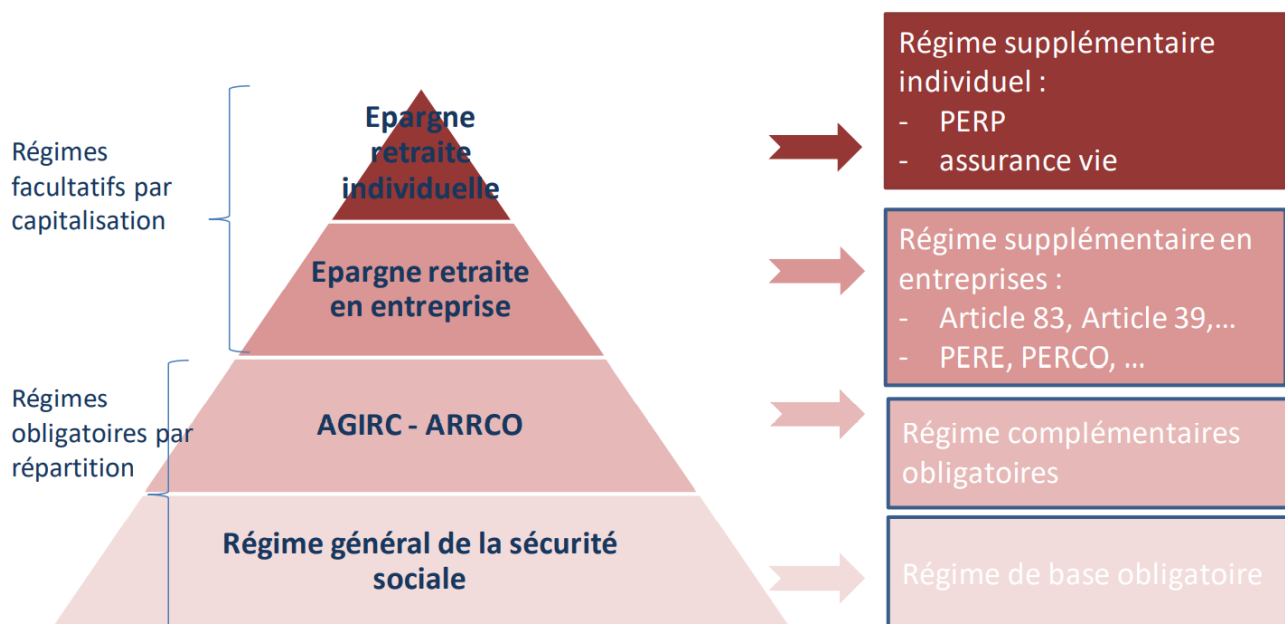 Régimes
facultatifs par
capitalisation
Régimes
obligatoires par
répartition
Epargne
retraite
individuelle
Epargne retraite
en entreprise
AGIRC - ARRCO
Régime général de la sécurité
sociale
Régime supplémentaire
individuel :
- PERP
- assurance vie
Régime supplémentaire en
entreprises :
- Article 83, Article 39,...
- PERE, PERCO, ...
Régime complémentaires
obligatoires
Régime de base obligatoire